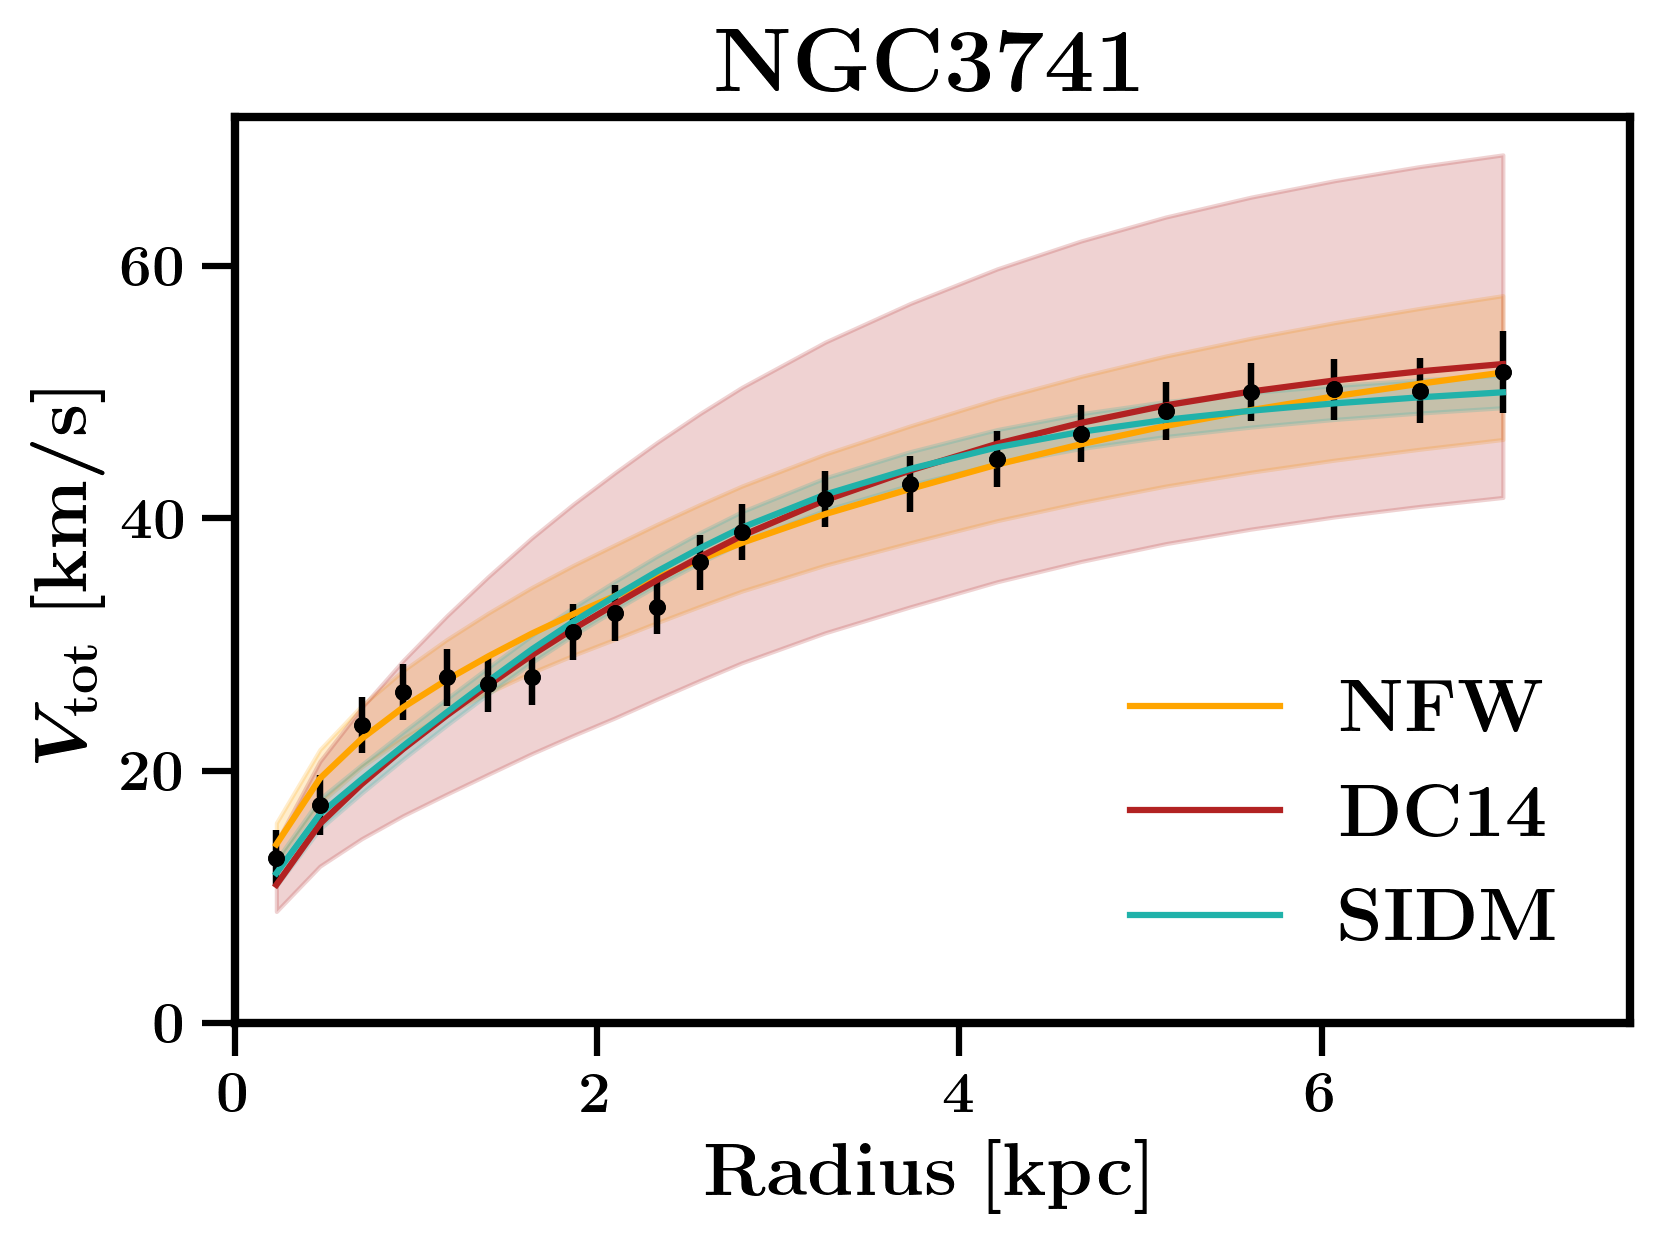 NGC3741
V_tot [km/s]
60
40
20
0
0 2 4 6
Radius [kpc]
NFW
DC14
SIDM